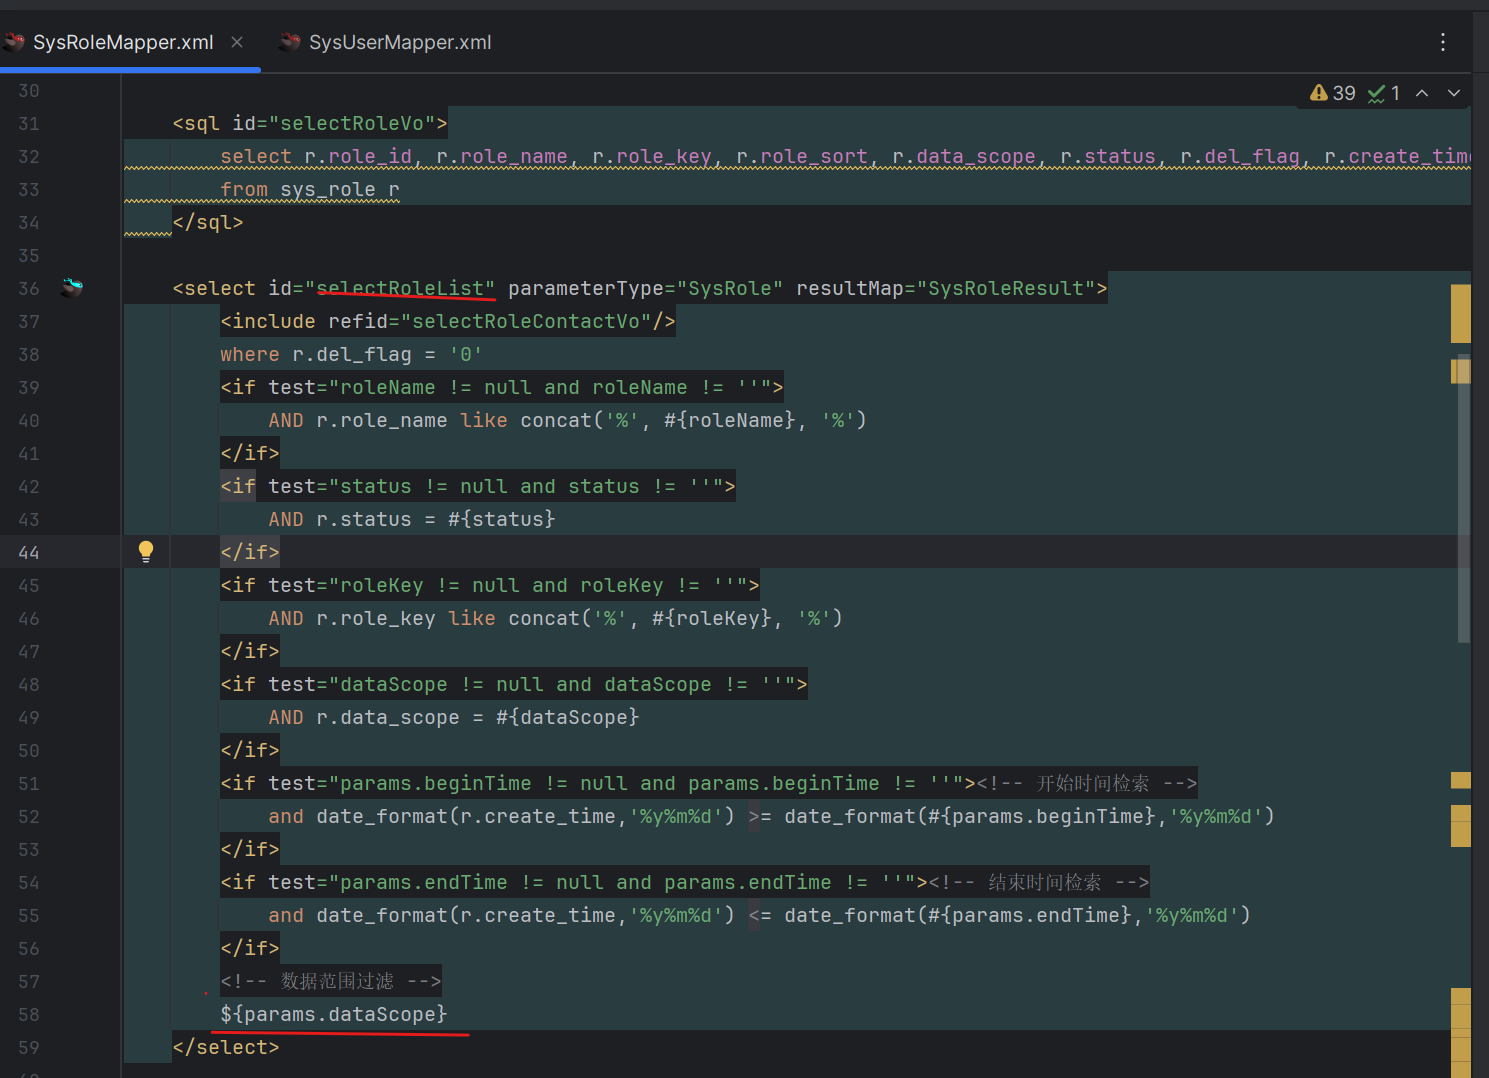 SysRoleMapper.xml
SysUserMapper.xml
39 1
30
31 <sql id="selectRoleVo">
32 select r.role_id, r.role_name, r.role_key, r.role_sort, r.data_scope, r.status, r.del_flag, r.create_tim
33 from sys_role r
34 </sql>
35
36 <select id="selectRoleList" parameterType="SysRole" resultMap="SysRoleResult">
37 <include refid="selectRoleContactVo"/>
38 where r.del_flag = '0'
39 <if test="roleName != null and roleName != ''">
40 AND r.role_name like concat('%', #{roleName}, '%')
41 </if>
42 <if test="status != null and status != ''">
43 AND r.status = #{status}
44 </if>
45 <if test="roleKey != null and roleKey != ''">
46 AND r.role_key like concat('%', #{roleKey}, '%')
47 </if>
48 <if test="dataScope != null and dataScope != ''">
49 AND r.data_scope = #{dataScope}
50 </if>
51 <if test="params.beginTime != null and params.beginTime != ''"><!-- 开始时间检索 -->
52 and date_format(r.create_time,'%y%m%d') >= date_format(#{params.beginTime},'%y%m%d')
53 </if>
54 <if test="params.endTime != null and params.endTime != ''"><!-- 结束时间检索 -->
55 and date_format(r.create_time,'%y%m%d') <= date_format(#{params.endTime},'%y%m%d')
56 </if>
57 <!-- 数据范围过滤 -->
58 ${params.dataScope}
59 </select>